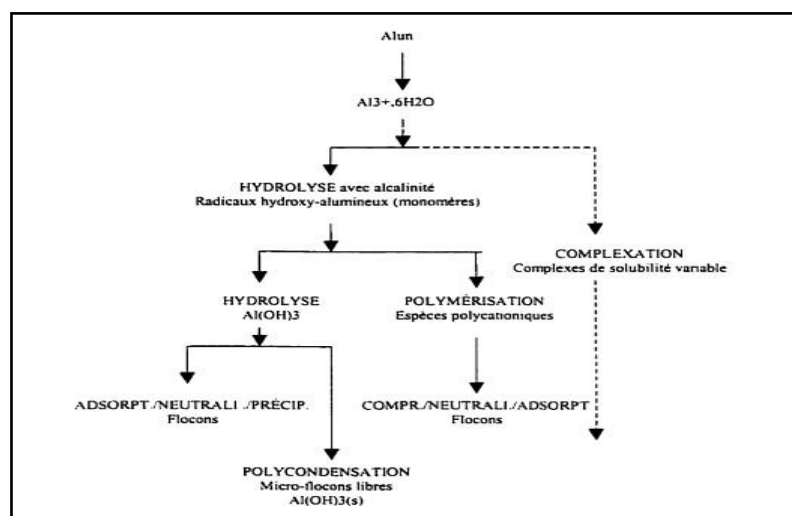 Alun
Al3+,6H2O
HYDROLYSE avec alcalinité
Radicaux hydroxy-alumineux (monomères)
COMPLEXATION
Complexes de solubilité variable
HYDROLYSE
Al(OH)3
POLYMÉRISATION
Espèces polycationiques
ADSORPT./NEUTRALI ./PRÉCIP.
Flocons
COMPR./NEUTRALI./ADSORPT
Flocons
POLYCONDENSATION
Micro-flocons libres
Al(OH)3(s)